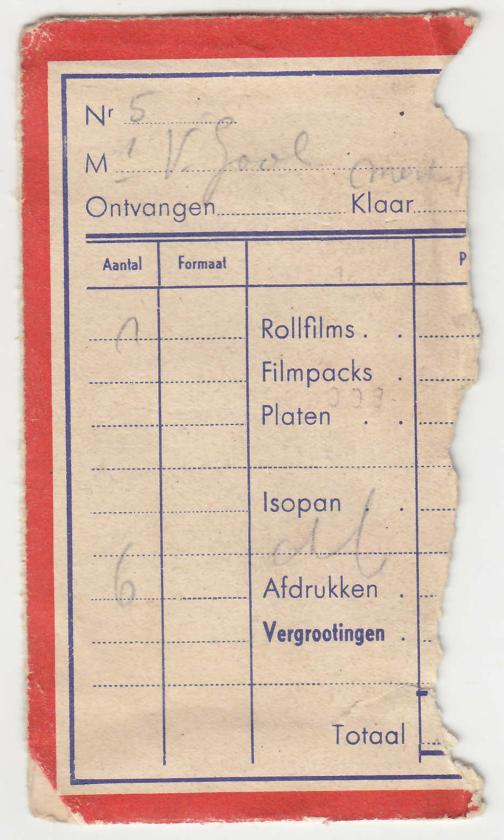 Nr 5
M r V. Gool
Ontvangen Klaar
Aantal Formaat P
1 Rollfilms . .
Filmpacks .
Platen . .
Isopan . .
6 Afdrukken .
Vergrootingen .
Totaal